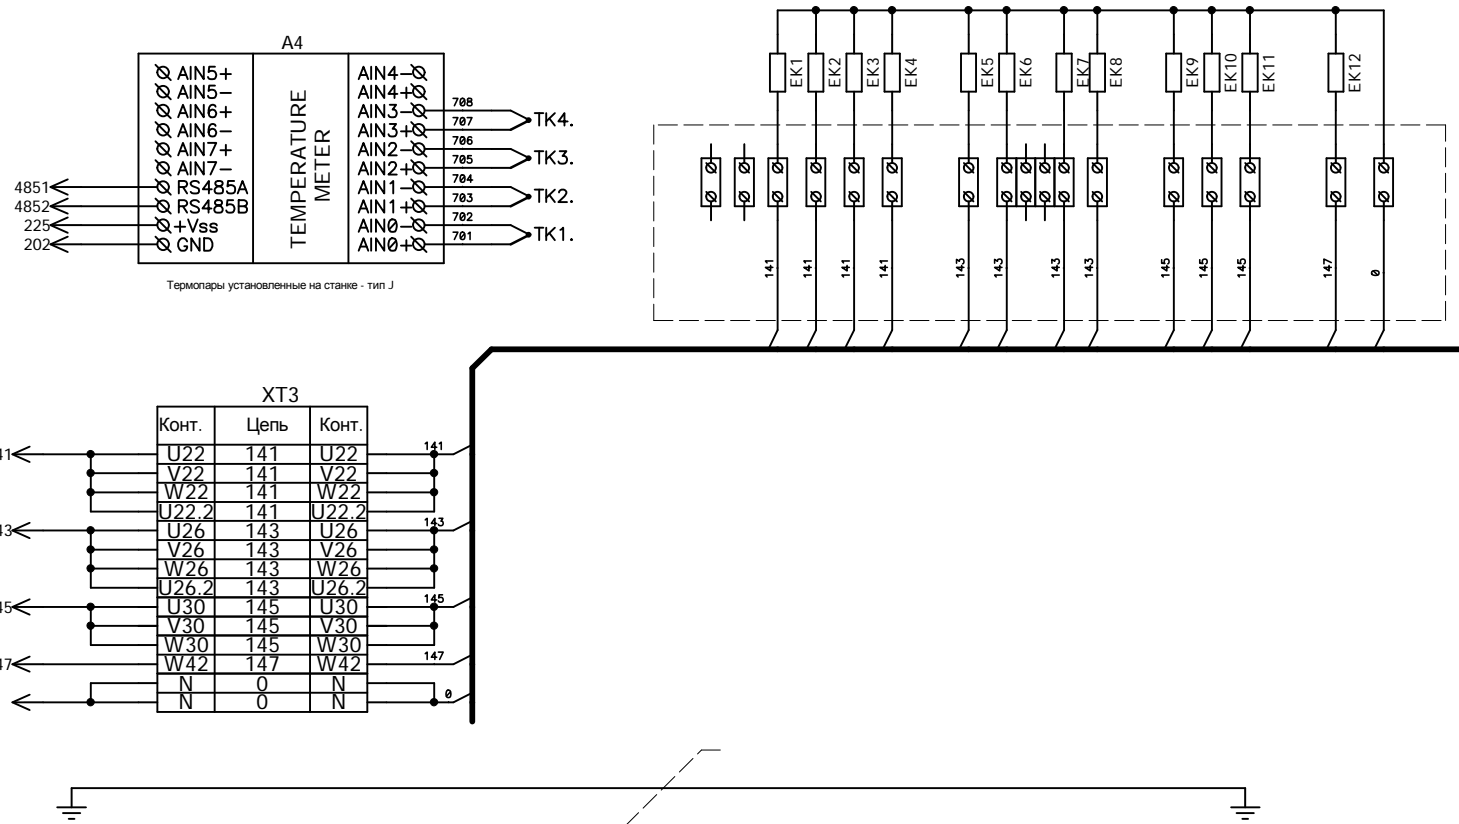 A4
AIN5+
AIN5-
AIN6+
AIN6-
AIN7+
AIN7-
RS485A
RS485B
+Vss
GND
TEMPERATURE
METER
AIN4-
AIN4+
AIN3-
AIN3+
AIN2-
AIN2+
AIN1-
AIN1+
AIN0-
AIN0+
4851
4852
225
202
708
707
706
705
704
703
702
701
TK4.
TK3.
TK2.
TK1.
Термопары установленные на станке - тип J
EK1
EK2
EK3
EK4
EK5
EK6
EK7
EK8
EK9
EK10
EK11
EK12
141
141
141
141
143
143
143
143
145
145
145
147
0
XT3
Конт. Цепь Конт.
U22 141 U22
V22 141 V22
W22 141 W22
U22.2 141 U22.2
U26 143 U26
V26 143 V26
W26 143 W26
U26.2 143 U26.2
U30 145 U30
V30 145 V30
W30 145 W30
W42 147 W42
N 0 N
N 0 N
141
143
145
147
0